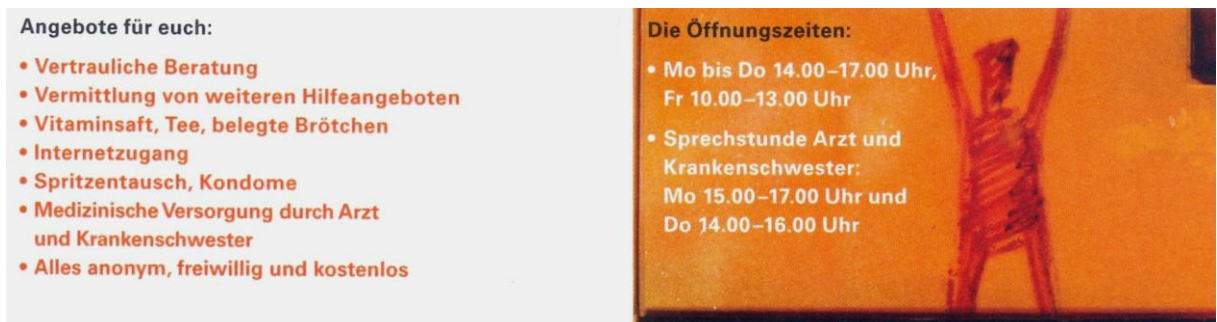 Angebote für euch:
• Vertrauliche Beratung
• Vermittlung von weiteren Hilfeangeboten
• Vitaminsaft, Tee, belegte Brötchen
• Internetzugang
• Spritzentausch, Kondome
• Medizinische Versorgung durch Arzt
und Krankenschwester
• Alles anonym, freiwillig und kostenlos
Die Öffnungszeiten:
• Mo bis Do 14.00–17.00 Uhr,
Fr 10.00–13.00 Uhr
• Sprechstunde Arzt und
Krankenschwester:
Mo 15.00–17.00 Uhr und
Do 14.00–16.00 Uhr